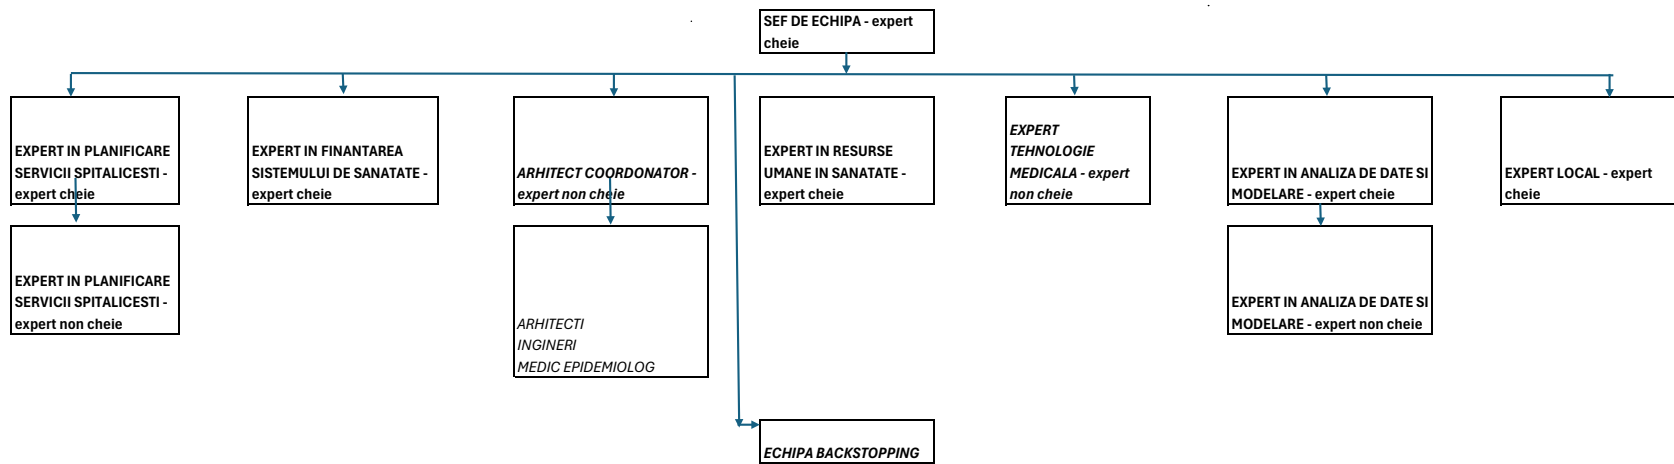 SEF DE ECHIPA - expert
cheie
EXPERT IN PLANIFICARE
SERVICII SPITALICESTI -
expert cheie
EXPERT IN FINANTAREA
SISTEMULUI DE SANATATE -
expert cheie
ARHITECT COORDONATOR -
expert non cheie
EXPERT IN RESURSE
UMANE IN SANATATE -
expert cheie
EXPERT
TEHNOLOGIE
MEDICALA - expert
non cheie
EXPERT IN ANALIZA DE DATE SI
MODELARE - expert cheie
EXPERT LOCAL - expert
cheie
EXPERT IN PLANIFICARE
SERVICII SPITALICESTI -
expert non cheie
ARHITECTI
INGINERI
MEDIC EPIDEMIOLOG
EXPERT IN ANALIZA DE DATE SI
MODELARE - expert non cheie
ECHIPA BACKSTOPPING